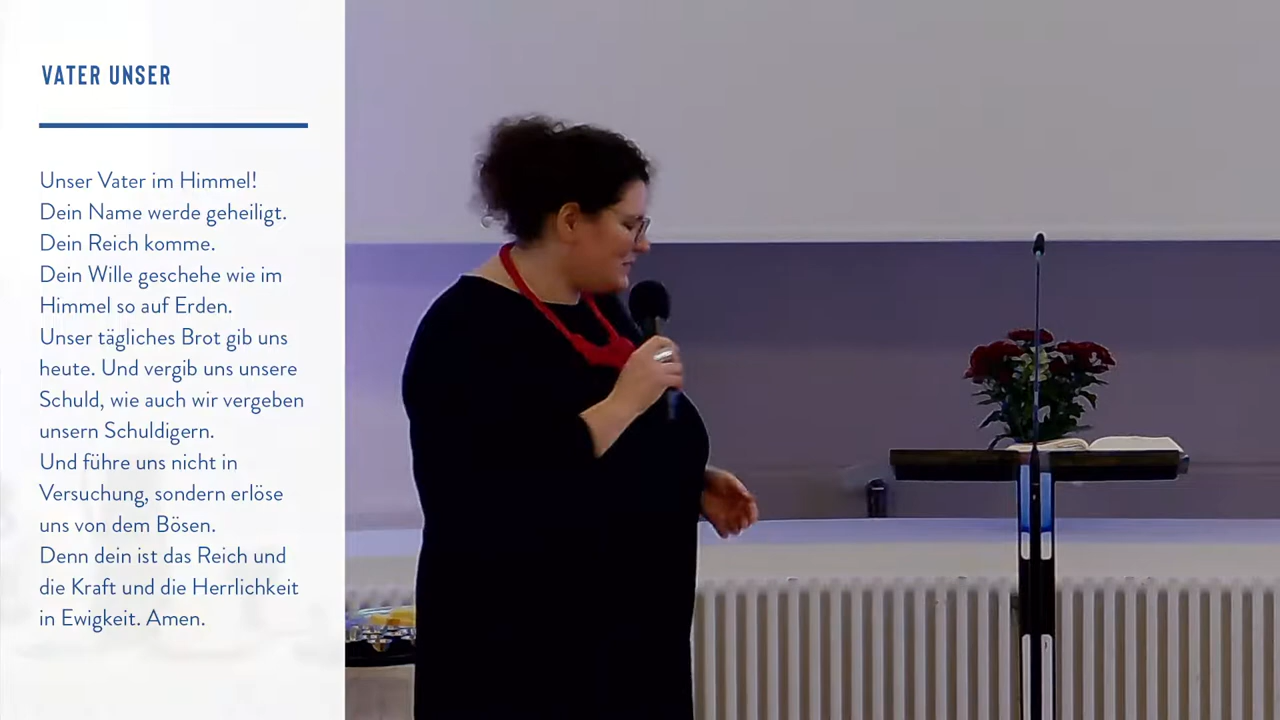 VATER UNSER
Unser Vater im Himmel!
Dein Name werde geheiligt.
Dein Reich komme.
Dein Wille geschehe wie im
Himmel so auf Erden.
Unser tägliches Brot gib uns
heute. Und vergib uns unsere
Schuld, wie auch wir vergeben
unsern Schuldigern.
Und führe uns nicht in
Versuchung, sondern erlöse
uns von dem Bösen.
Denn dein ist das Reich und
die Kraft und die Herrlichkeit
in Ewigkeit. Amen.